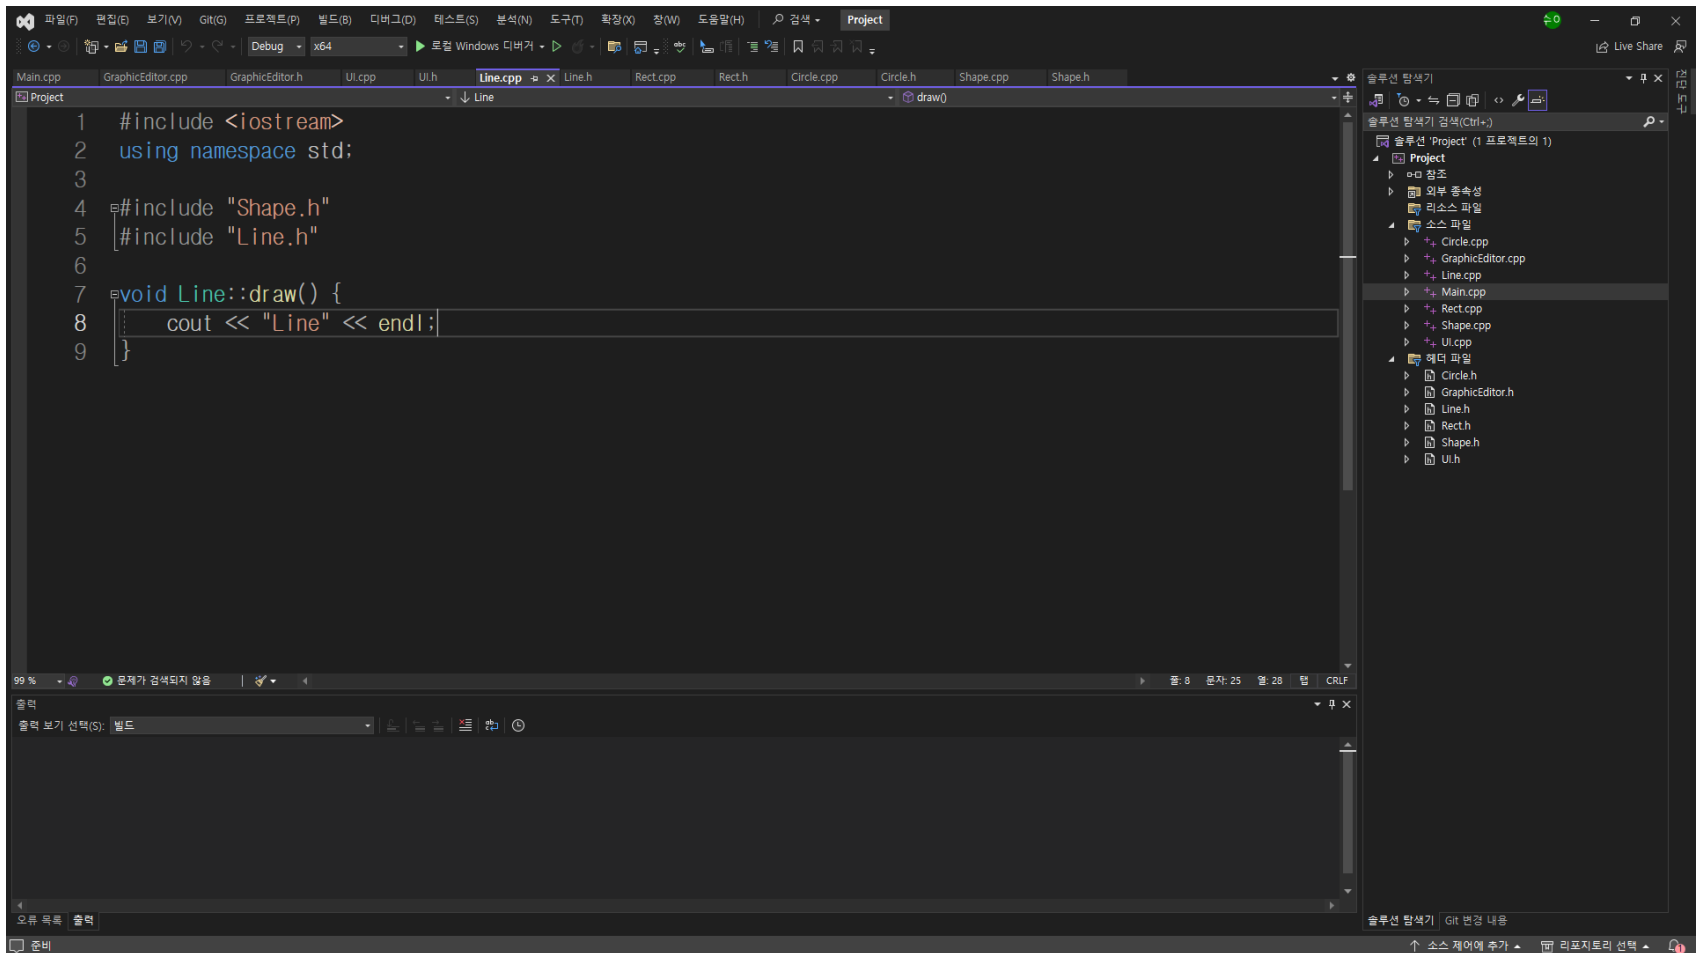 파일(F) 편집(E) 보기(V) Git(G) 프로젝트(P) 빌드(B) 디버그(D) 테스트(S) 분석(N) 도구(T) 확장(X) 창(W) 도움말(H) 검색 Project
Debug x64 로컬 Windows 디버거 Live Share
Main.cpp GraphicEditor.cpp GraphicEditor.h UI.cpp UI.h Line.cpp Line.h Rect.cpp Rect.h Circle.cpp Circle.h Shape.cpp Shape.h
Project Line draw()
1 #include <iostream>
2 using namespace std;
3
4 #include "Shape.h"
5 #include "Line.h"
6
7 void Line::draw() {
8 cout << "Line" << endl;
9 }
99 % 문제가 검색되지 않음 줄: 8 문자: 25 열: 28 탭 CRLF
출력
출력 보기 선택(S): 빌드
오류 목록 출력
솔루션 탐색기
솔루션 탐색기 검색(Ctrl+;)
솔루션 'Project' (1 프로젝트의 1)
Project
참조
외부 종속성
리소스 파일
소스 파일
Circle.cpp
GraphicEditor.cpp
Line.cpp
Main.cpp
Rect.cpp
Shape.cpp
UI.cpp
헤더 파일
Circle.h
GraphicEditor.h
Line.h
Rect.h
Shape.h
UI.h
솔루션 탐색기 Git 변경 내용
진단 도구
준비 소스 제어에 추가 리포지토리 선택 1